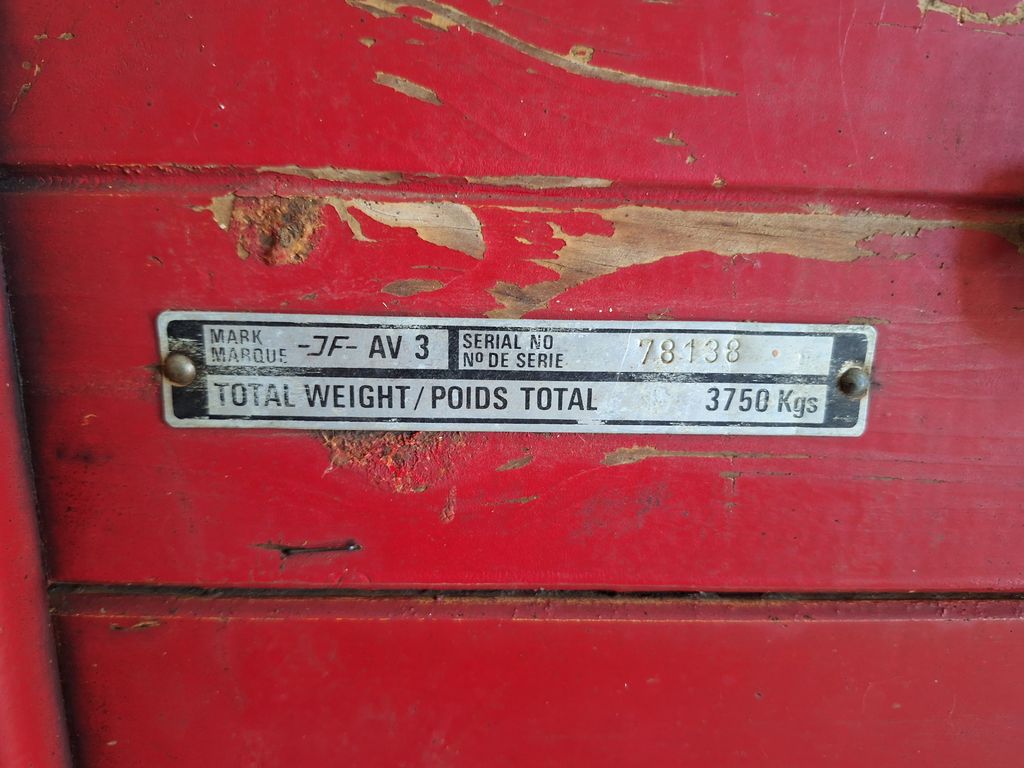 MARK
MARQUE -JF- AV 3
SERIAL NO
Nº DE SERIE 78138
TOTAL WEIGHT/POIDS TOTAL 3750 Kgs